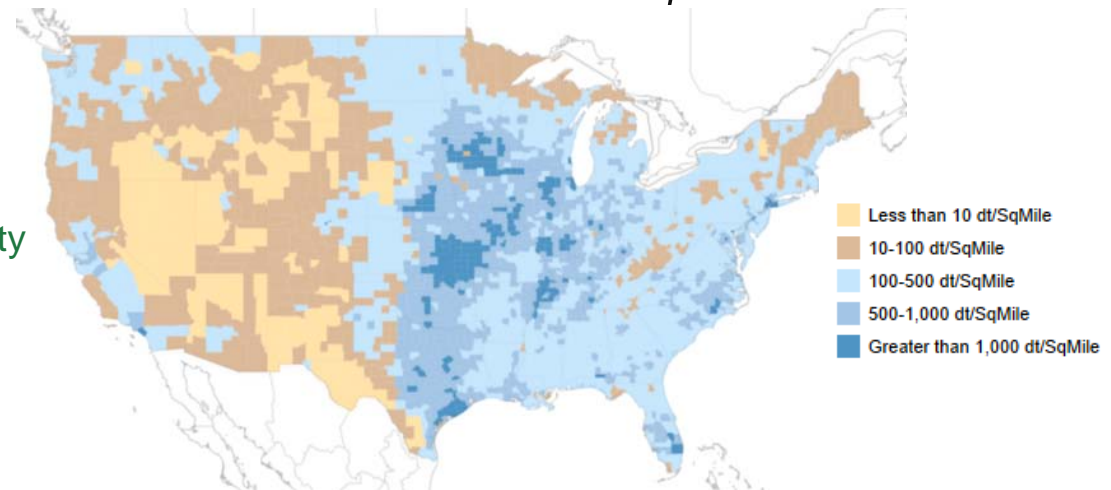 ty
Less than 10 dt/SqMile
10-100 dt/SqMile
100-500 dt/SqMile
500-1,000 dt/SqMile
Greater than 1,000 dt/SqMile